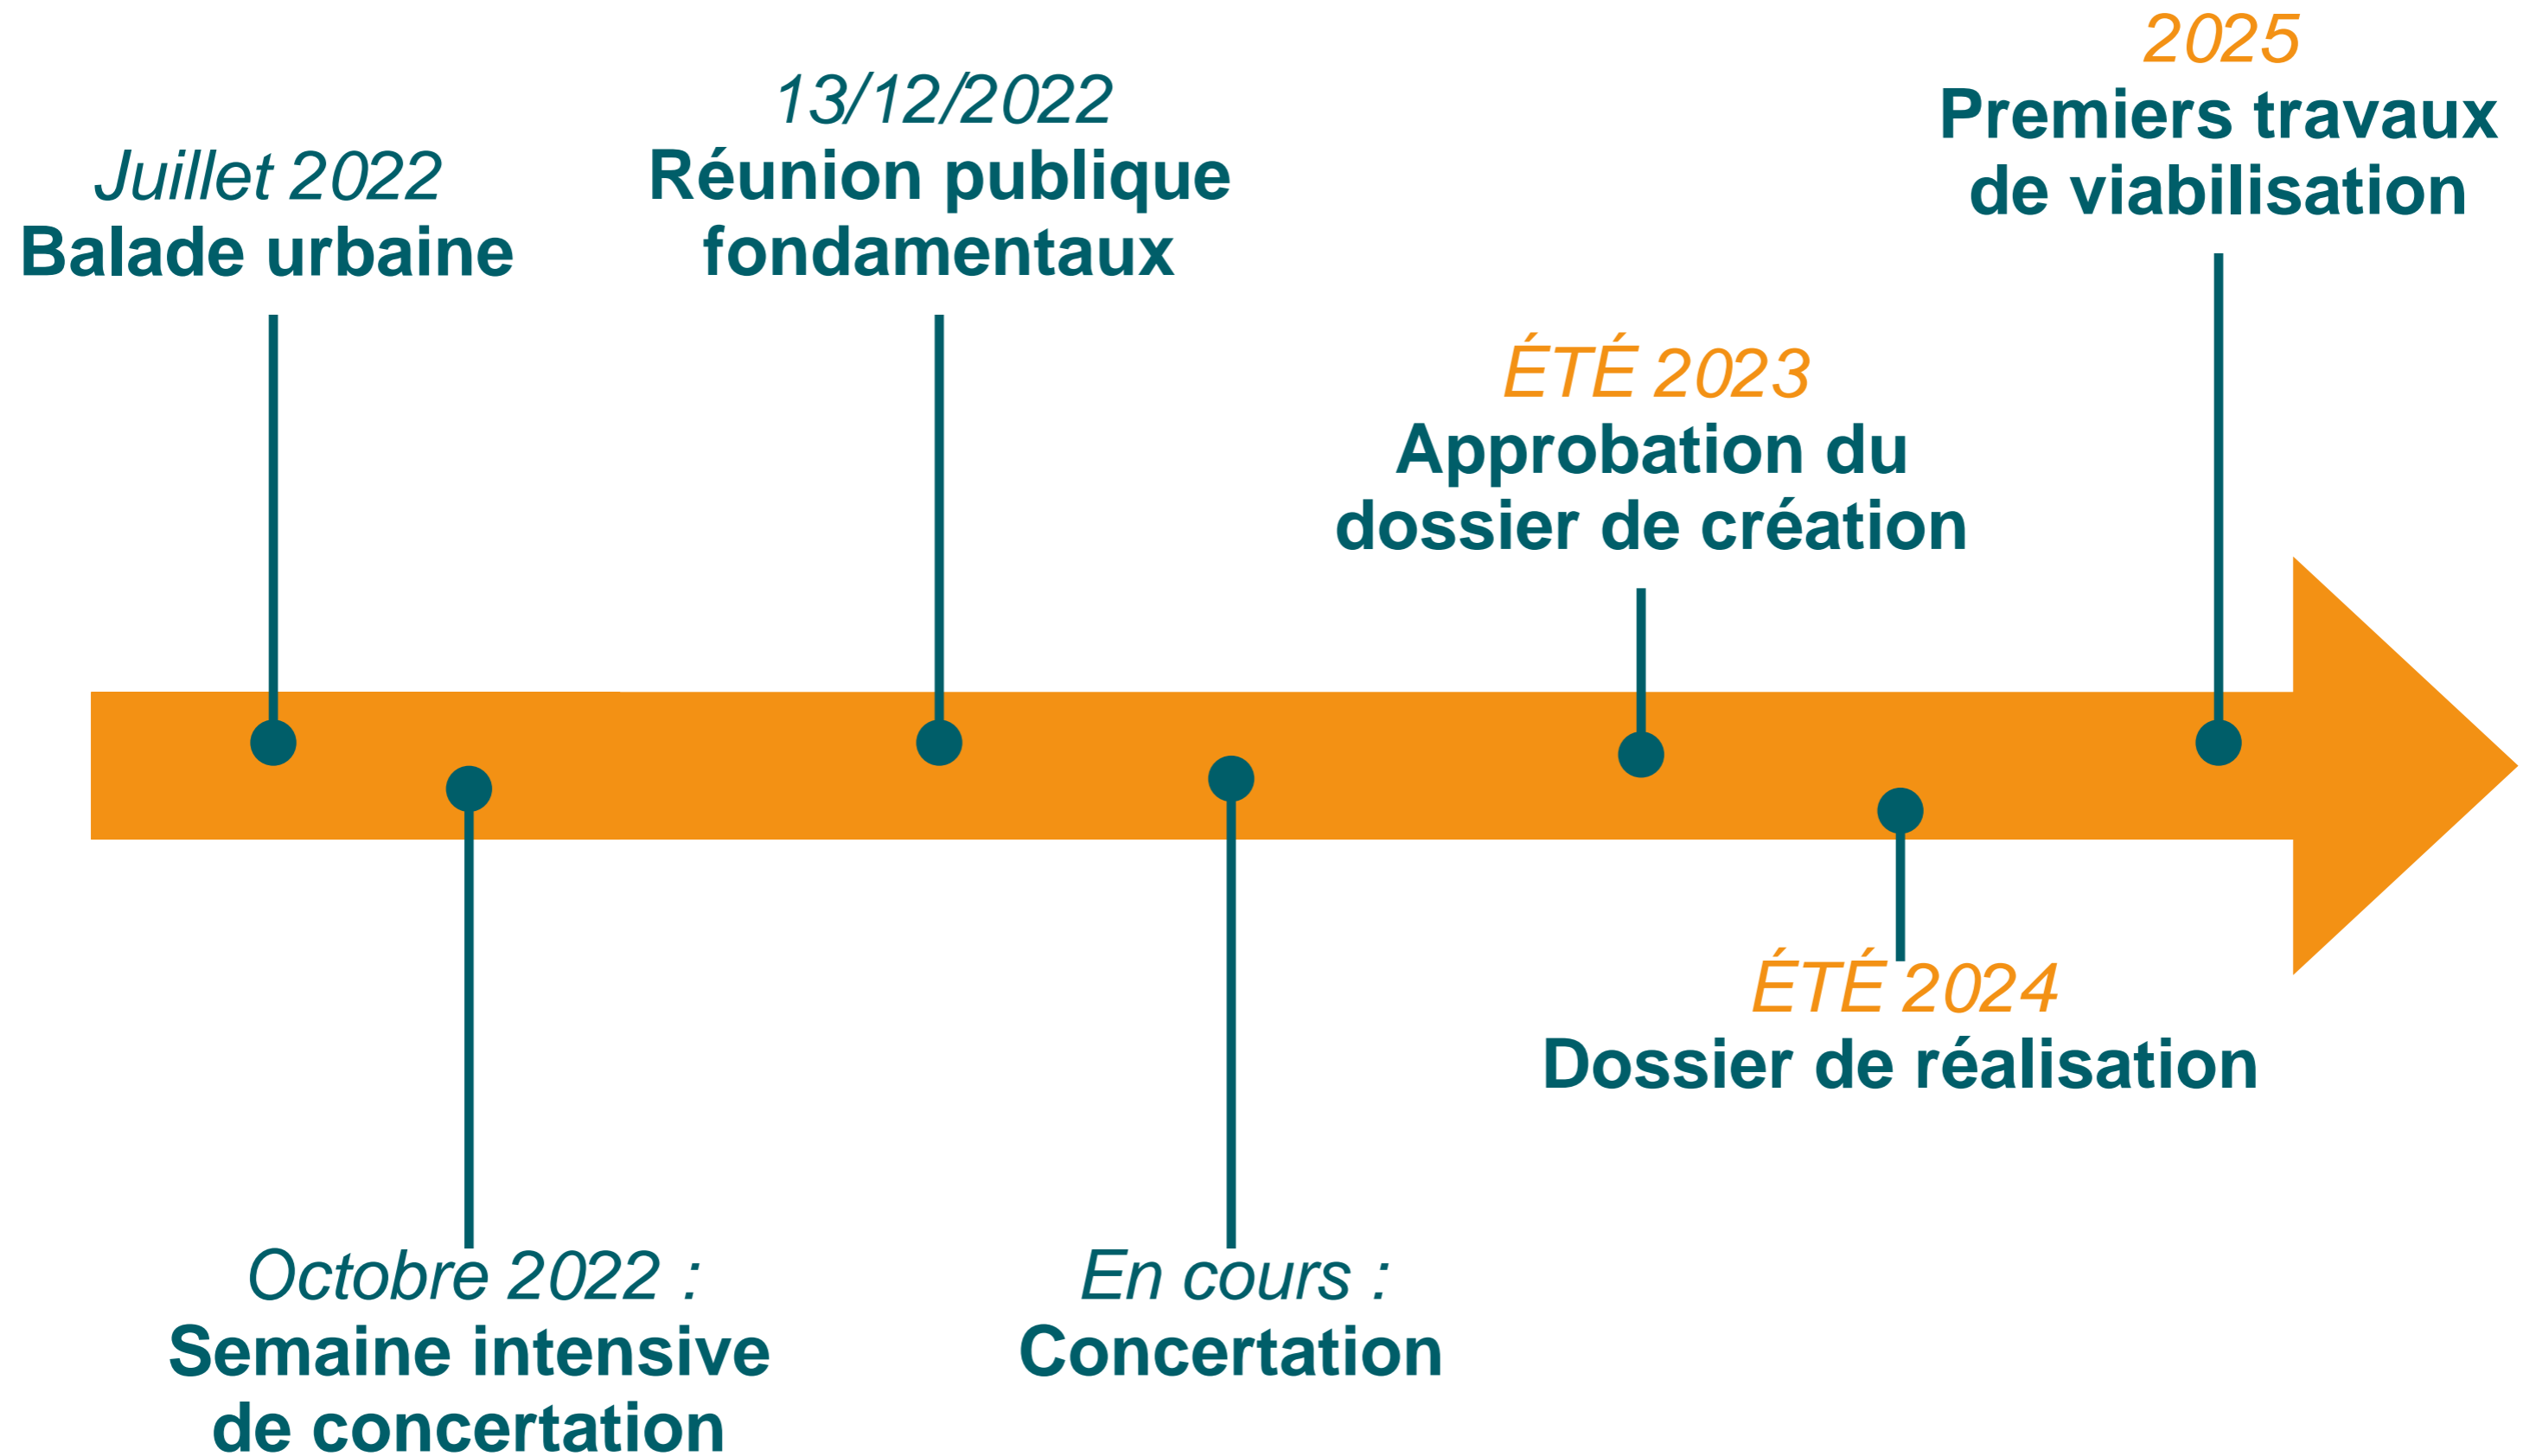 Juillet 2022
Balade urbaine
Octobre 2022 :
Semaine intensive
de concertation
13/12/2022
Réunion publique
fondamentaux
En cours :
Concertation
ÉTÉ 2023
Approbation du
dossier de création
ÉTÉ 2024
Dossier de réalisation
2025
Premiers travaux
de viabilisation